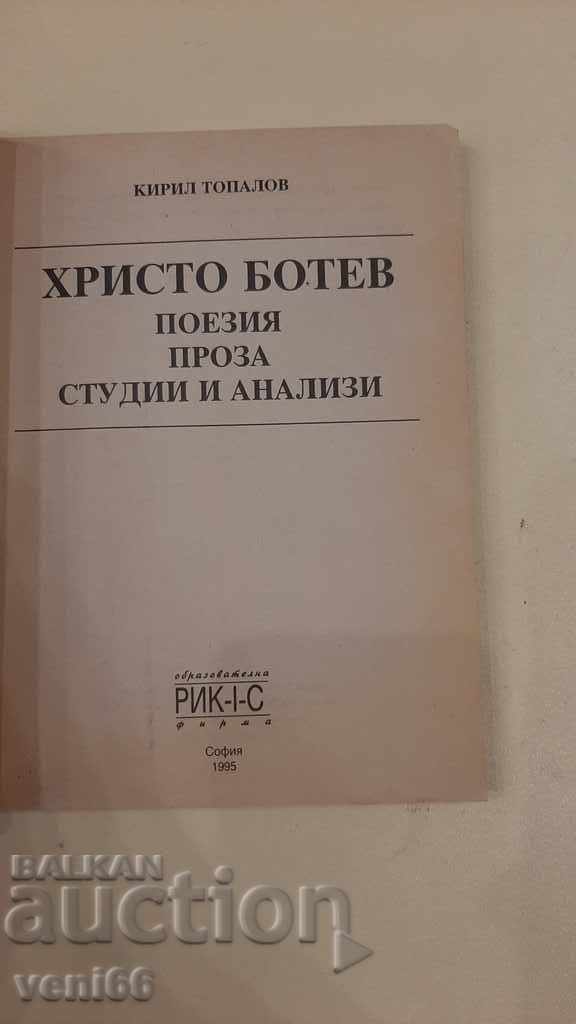 КИРИЛ ТОПАЛОВ
ХРИСТО БОТЕВ
ПОЕЗИЯ
ПРОЗА
СТУДИИ И АНАЛИЗИ
образователна
РИК-I-С
фирма
София
1995
BALKAN
auction
veni66